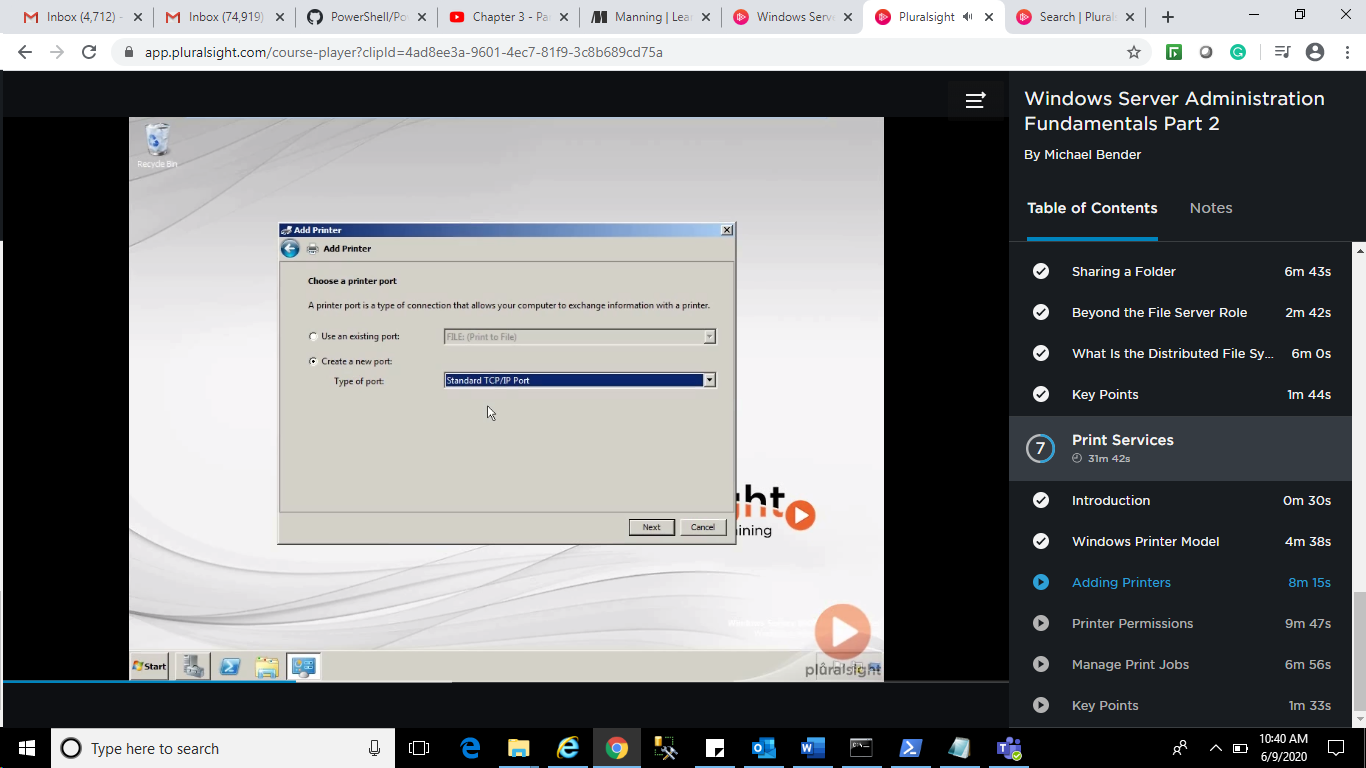 Inbox (4,712) -
Inbox (74,919)
PowerShell/Po
Chapter 3 - Pa
Manning | Lea
Windows Serv
Pluralsight
Search | Plural
app.pluralsight.com/course-player?clipId=4ad8ee3a-9601-4ec7-81f9-3c8b689cd75a
Recycle Bin
Add Printer
Add Printer
Choose a printer port
A printer port is a type of connection that allows your computer to exchange information with a printer.
Use an existing port:
FILE: (Print to File)
Create a new port:
Type of port:
Standard TCP/IP Port
Next
Cancel
ght
ining
Start
pluralsight
Windows Server Administration
Fundamentals Part 2
By Michael Bender
Table of Contents
Notes
Sharing a Folder 6m 43s
Beyond the File Server Role 2m 42s
What Is the Distributed File Sy... 6m 0s
Key Points 1m 44s
7
Print Services
31m 42s
Introduction 0m 30s
Windows Printer Model 4m 38s
Adding Printers 8m 15s
Printer Permissions 9m 47s
Manage Print Jobs 6m 56s
Key Points 1m 33s
Type here to search
10:40 AM
6/9/2020